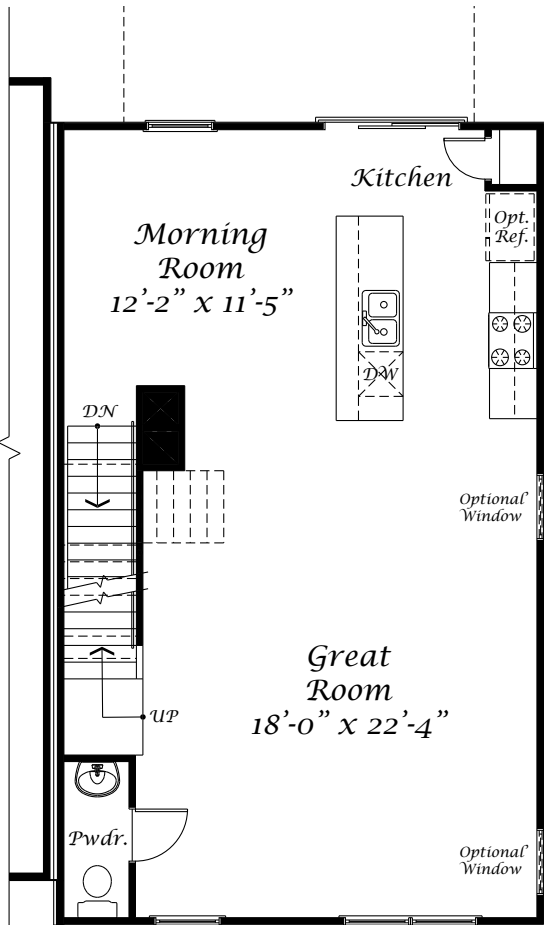 Kitchen
Opt.
Ref.
Morning
Room
12'-2" x 11'-5"
DW
DN
Optional
Window
Great
Room
18'-0" x 22'-4"
UP
Pwdr.
Optional
Window